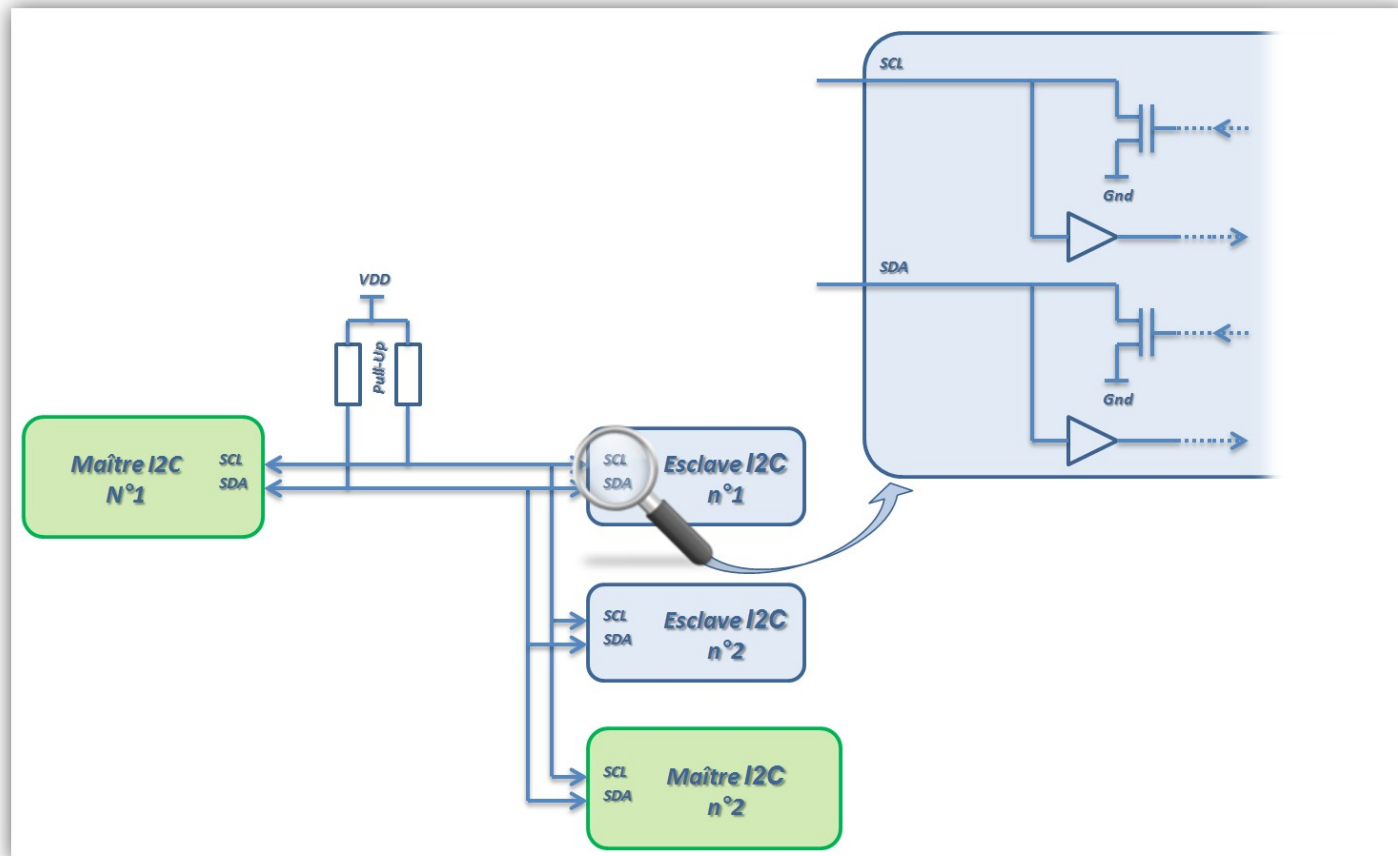 SCL
Gnd
SDA
Gnd
VDD
Pull-Up
Maître I2C
N°1
SCL
SDA
SCL
SDA
Esclave I2C
n°1
SCL
SDA
Esclave I2C
n°2
SCL
SDA
Maître I2C
n°2